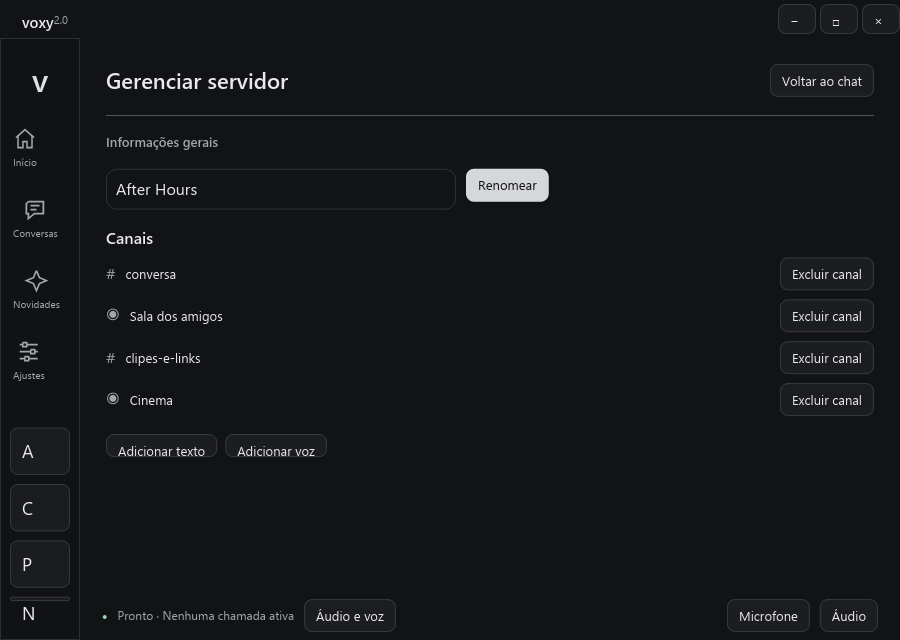 voxy2.0
V
Início
Conversas
Novidades
Ajustes
A
C
P
N
Gerenciar servidor
Voltar ao chat
Informações gerais
After Hours
Renomear
Canais
# conversa
Excluir canal
Sala dos amigos
Excluir canal
# clipes-e-links
Excluir canal
Cinema
Excluir canal
Adicionar texto
Adicionar voz
• Pronto · Nenhuma chamada ativa
Áudio e voz
Microfone
Áudio